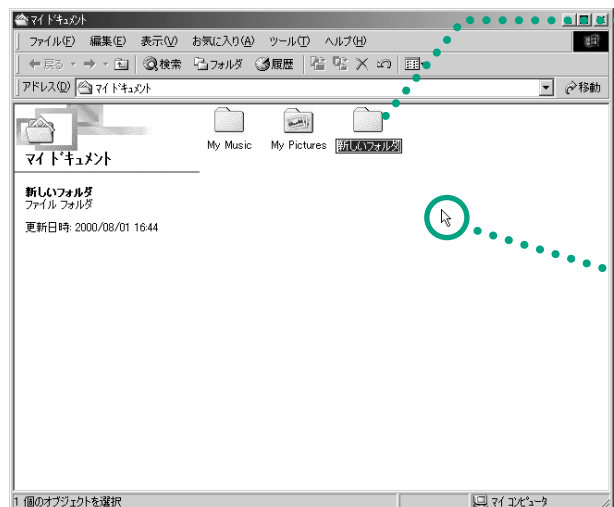 マイ ドキュメント
ファイル(F) 編集(E) 表示(V) お気に入り(A) ツール(T) ヘルプ(H)
戻る 検索 フォルダ 履歴
アドレス(D) マイ ドキュメント 移動
マイ ドキュメント
My Music My Pictures 新しいフォルダ
新しいフォルダ
ファイル フォルダ
更新日時: 2000/08/01 16:44
1 個のオブジェクトを選択 マイ コンピュータ